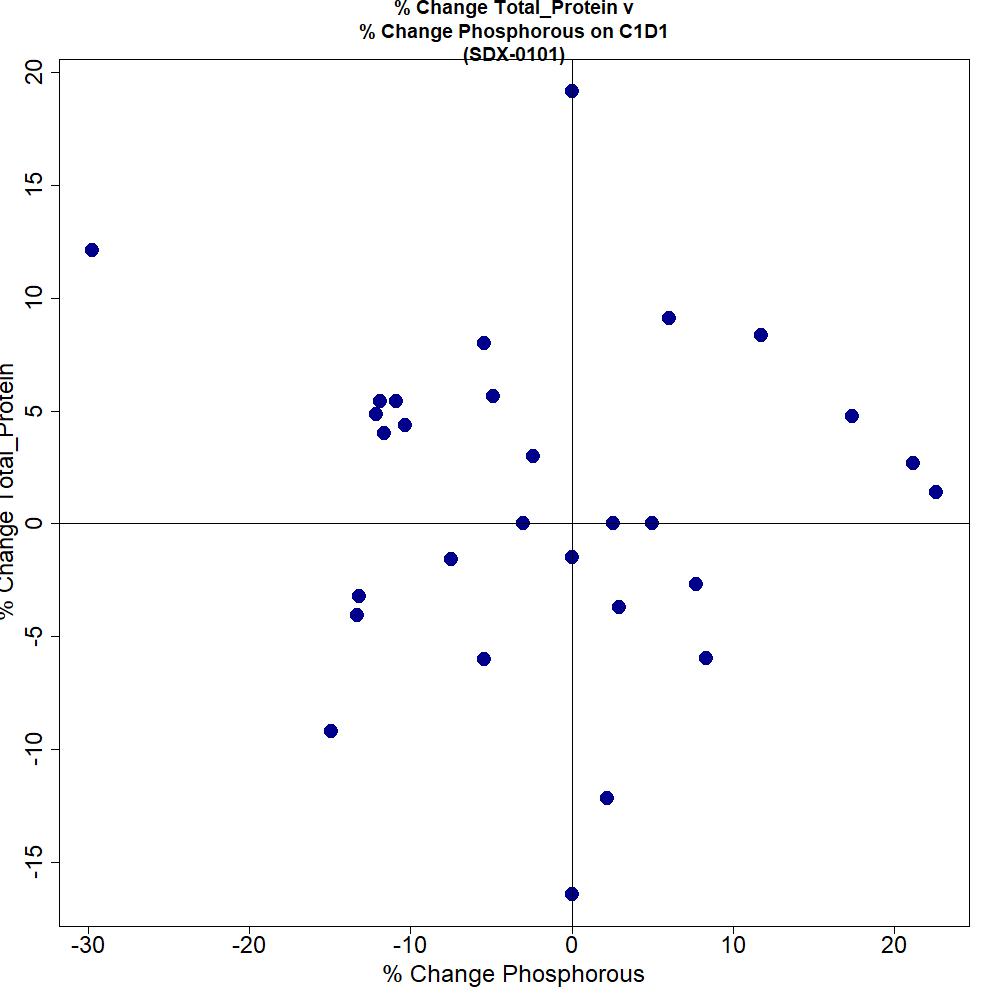 % Change Total_Protein v
% Change Phosphorous on C1D1
(SDX-0101)
20
15
10
5
0
-5
-10
-15
% Change Total_Protein
-30
-20
-10
0
10
20
% Change Phosphorous